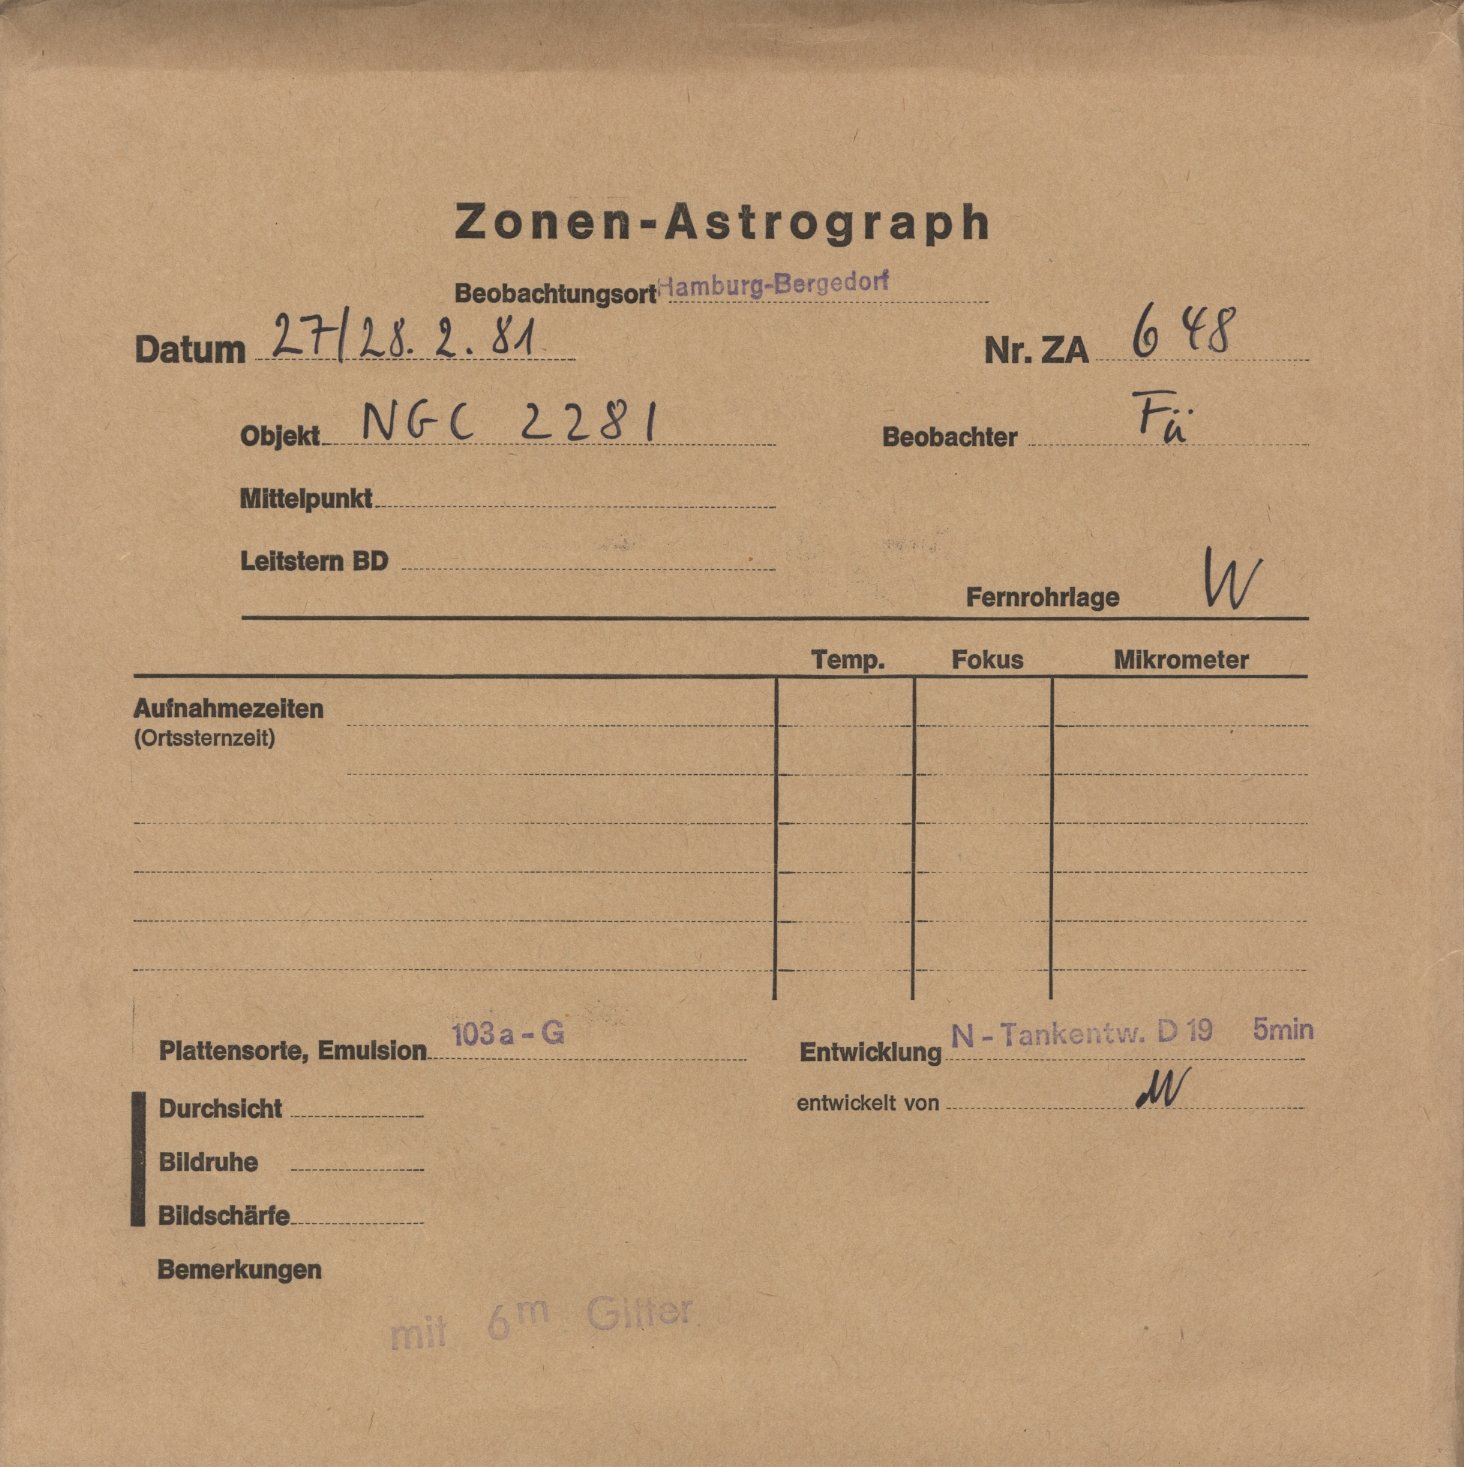 Zonen-Astrograph
Beobachtungsort Hamburg-Bergedorf
Datum 27/28. 2. 81 Nr. ZA 648
Objekt NGC 2281 Beobachter Fä
Mittelpunkt
Leitstern BD
Fernrohrlage W
Temp. Fokus Mikrometer
Aufnahmezeiten
(Ortssternzeit)
Plattensorte, Emulsion 103a-G Entwicklung N-Tankentw. D19 5min
Durchsicht entwickelt von
Bildruhe
Bildschärfe
Bemerkungen
mit 6m Gitter